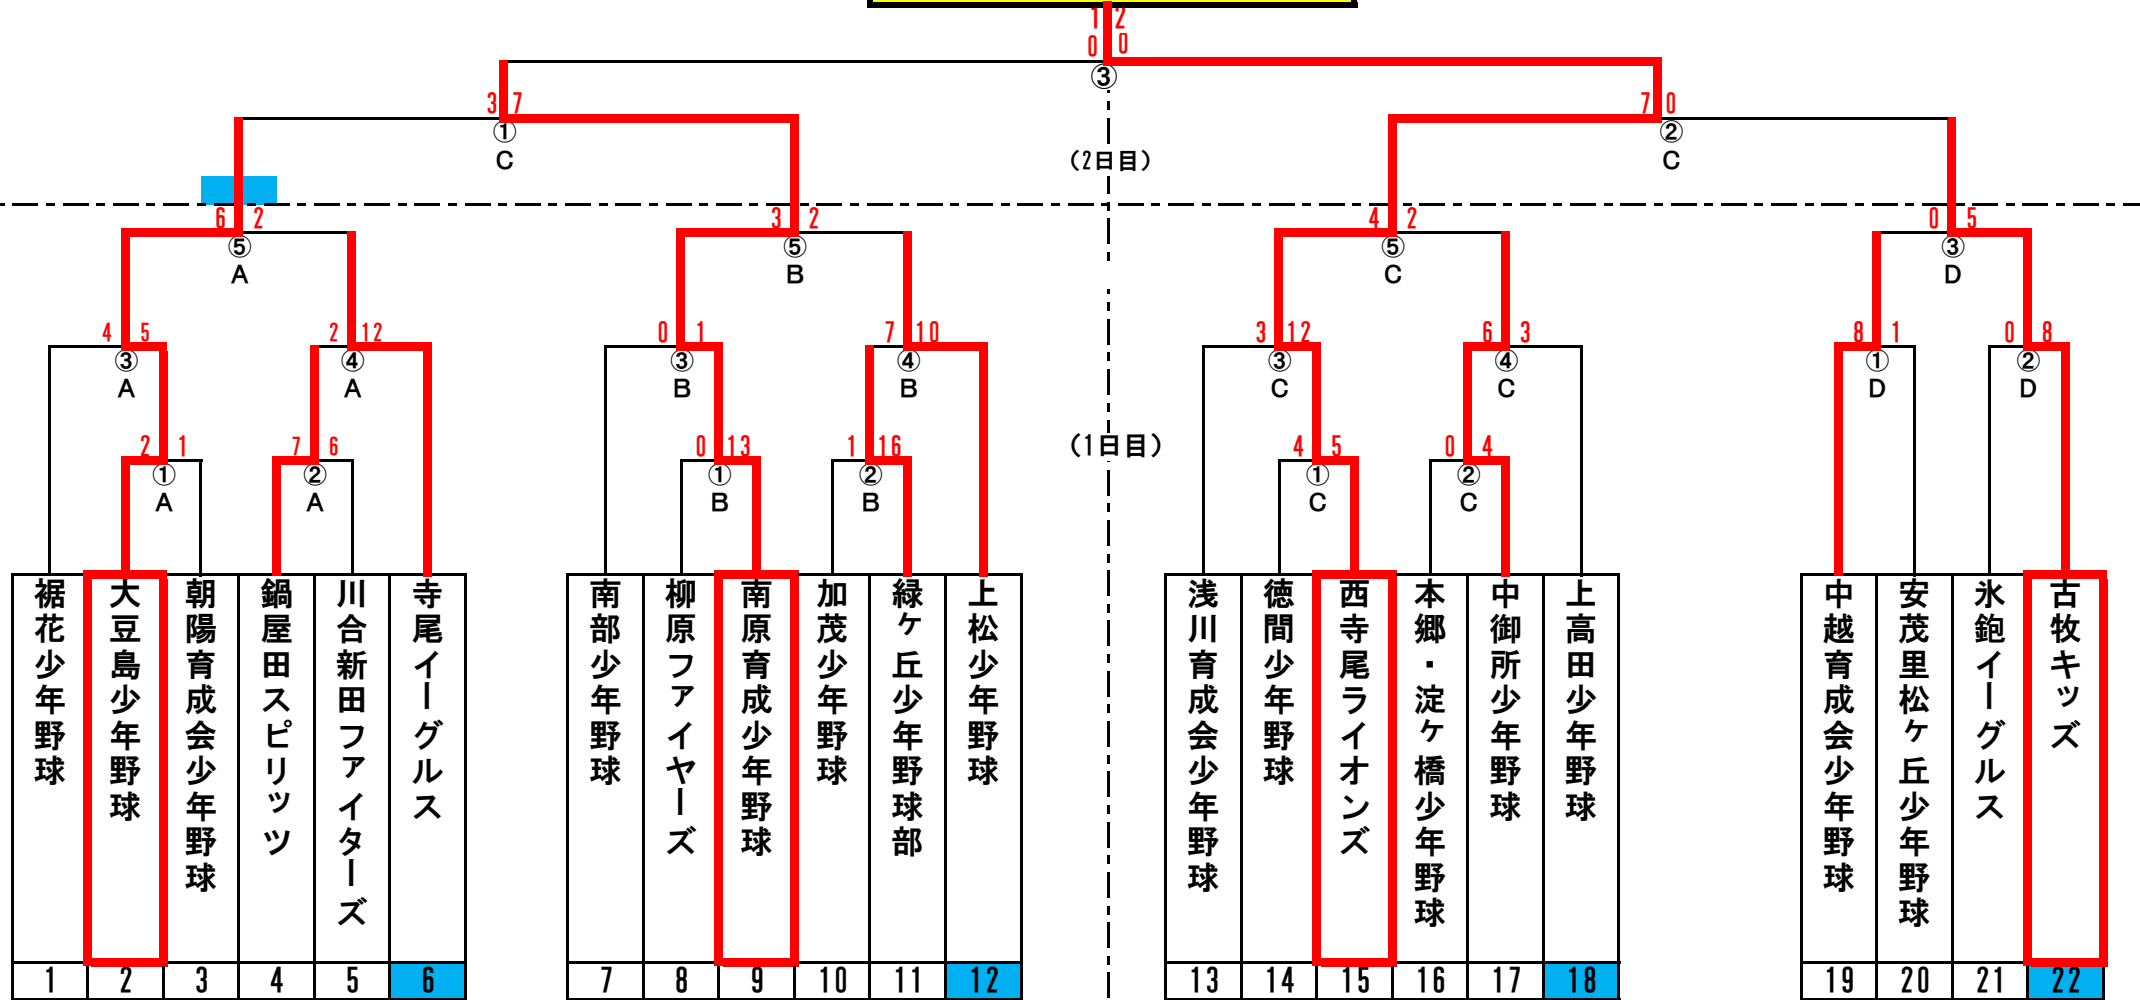 1 2
0 0
③
3 7
①
C
7 0
②
C
(2日目)
6 2
⑤
A
3 2
⑤
B
4 2
⑤
C
0 5
③
D
4 5
③
A
2 12
④
A
0 1
③
B
7 10
④
B
3 12
③
C
6 3
④
C
8 1
①
D
0 8
②
D
(1日目)
2 1
①
A
7 6
②
A
0 13
①
B
1 16
②
B
4 5
①
C
0 4
②
C
裾花少年野球
大豆島少年野球
朝陽育成会少年野球
鍋屋田スピリッツ
川合新田ファイターズ
寺尾イーグルス
南部少年野球
柳原ファイヤーズ
南原育成少年野球
加茂少年野球
緑ケ丘少年野球部
上松少年野球
浅川育成会少年野球
徳間少年野球
西寺尾ライオンズ
本郷・淀ケ橋少年野球
中御所少年野球
上高田少年野球
中越育成会少年野球
安茂里松ケ丘少年野球
氷鉋イーグルス
古牧キッズ
1 2 3 4 5 6 7 8 9 10 11 12 13 14 15 16 17 18 19 20 21 22